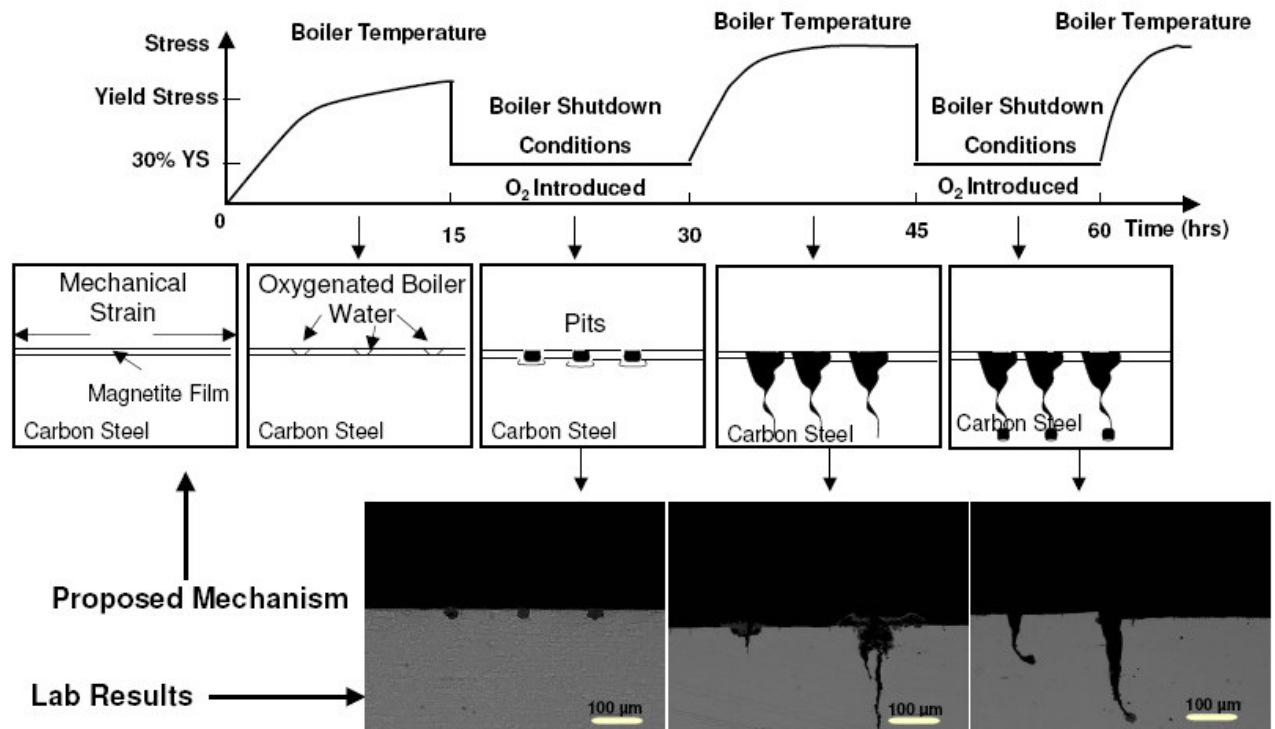 Boiler Temperature
Boiler Temperature
Boiler Temperature
Stress
Yield Stress
30% YS
Boiler Shutdown
Conditions
O2 Introduced
Boiler Shutdown
Conditions
O2 Introduced
0
15
30
45
60
Time (hrs)
Mechanical
Strain
Magnetite Film
Carbon Steel
Oxygenated Boiler
Water
Carbon Steel
Pits
Carbon Steel
Carbon Steel
Carbon Steel
Proposed Mechanism
Lab Results
100 µm
100 µm
100 µm